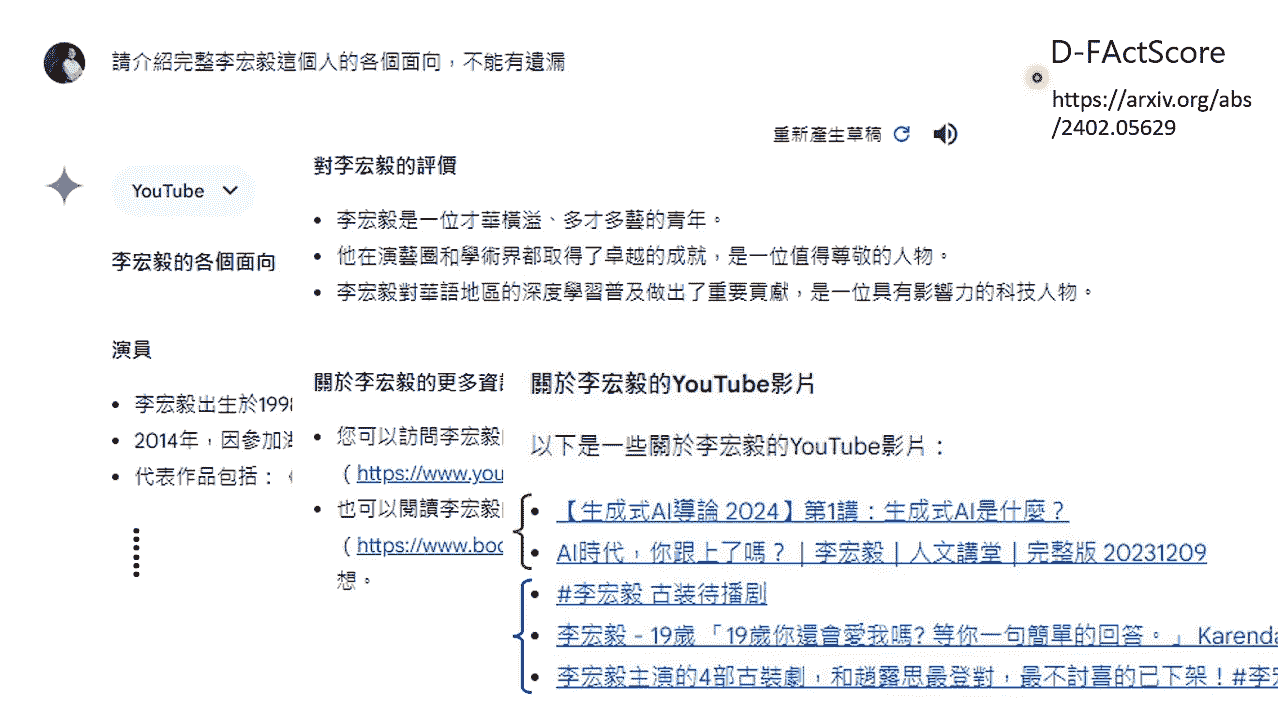 請介紹完整李宏毅這個人的各個面向，不能有遺漏
D-FActScore
https://arxiv.org/abs
/2402.05629
重新產生草稿
YouTube
對李宏毅的評價
李宏毅是一位才華橫溢、多才多藝的青年。
他在演藝圈和學術界都取得了卓越的成就，是一位值得尊敬的人物。
李宏毅對華語地區的深度學習普及做出了重要貢獻，是一位具有影響力的科技人物。
李宏毅的各個面向
演員
李宏毅出生於1998
2014年，因參加
代表作品包括：
關於李宏毅的更多資
您可以訪問李宏毅
（https://www.you
也可以閱讀李宏毅
（https://www.boo
想。
關於李宏毅的YouTube影片
以下是一些關於李宏毅的YouTube影片：
【生成式AI導論 2024】第1講：生成式AI是什麼？
AI時代，你跟上了嗎？｜李宏毅｜人文講堂｜完整版 20231209
#李宏毅 古装待播剧
李宏毅 - 19歲 「19歲你還會愛我嗎? 等你一句簡單的回答。」 Karenda
李宏毅主演的4部古裝劇，和趙露思最登對，最不討喜的已下架！#李